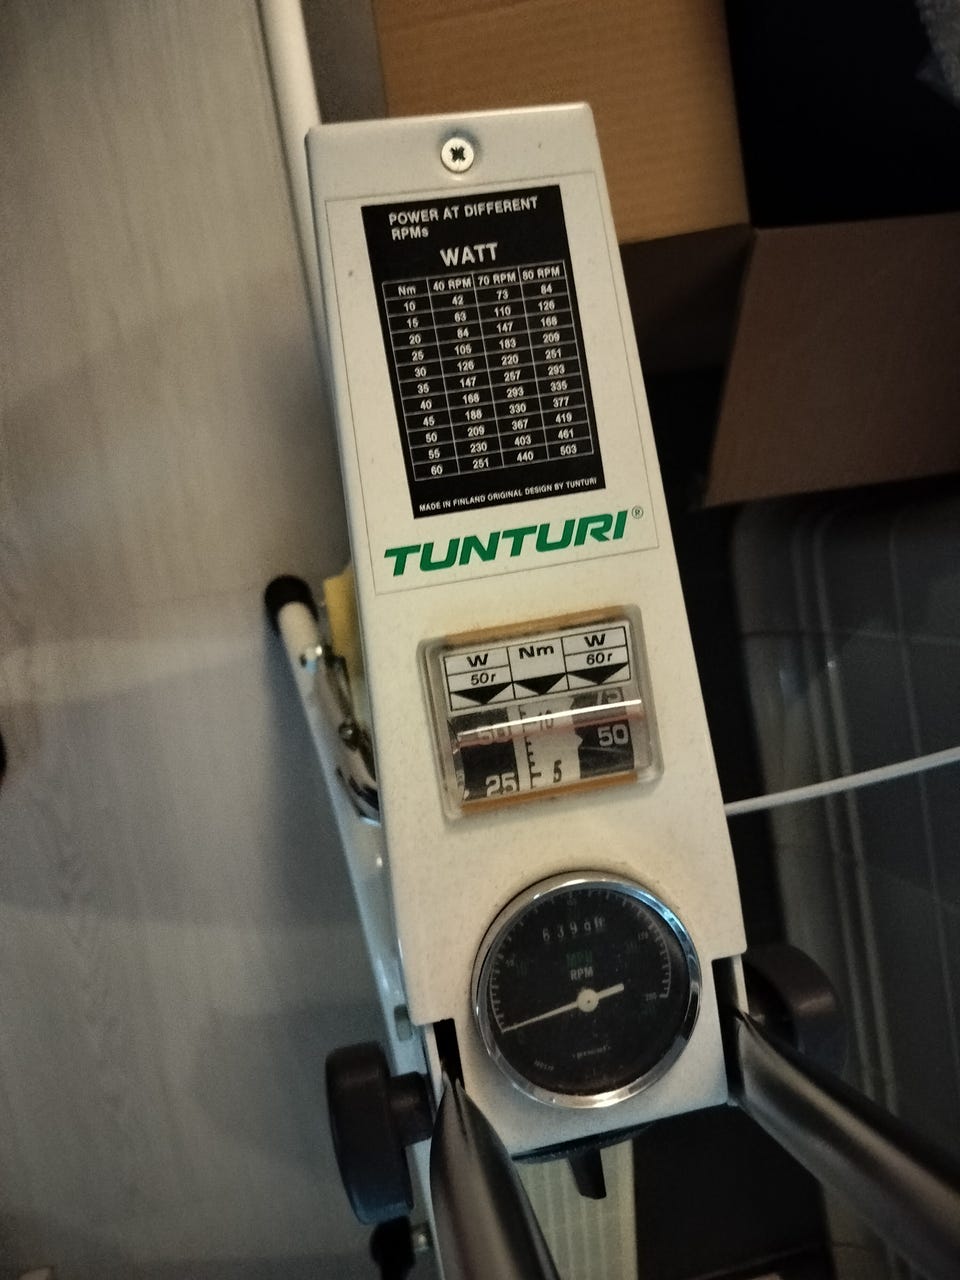 POWER AT DIFFERENT
RPMs
WATT
Nm 40 RPM 70 RPM 80 RPM
10 42 73 84
15 63 110 126
20 84 147 168
25 105 183 209
30 126 220 251
35 147 257 293
40 168 293 335
45 188 330 377
50 209 367 419
55 230 403 461
60 251 440 503
MADE IN FINLAND ORIGINAL DESIGN BY TUNTURI
TUNTURI®
W Nm W
50r 60r
50 10 75
50
25 5
MPH
RPM